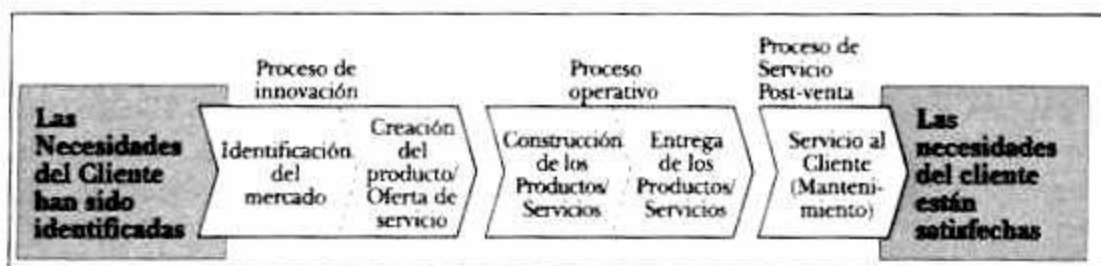 Proceso de
innovación
Proceso
operativo
Proceso de
Servicio
Post-venta
Las
Necesidades
del Cliente
han sido
identificadas
Identificación
del
mercado
Creación
del
producto/
Oferta de
servicio
Construcción
de los
Productos/
Servicios
Entrega
de los
Productos/
Servicios
Servicio al
Cliente
(Manteni-
miento)
Las
necesidades
del cliente
están
satisfechas